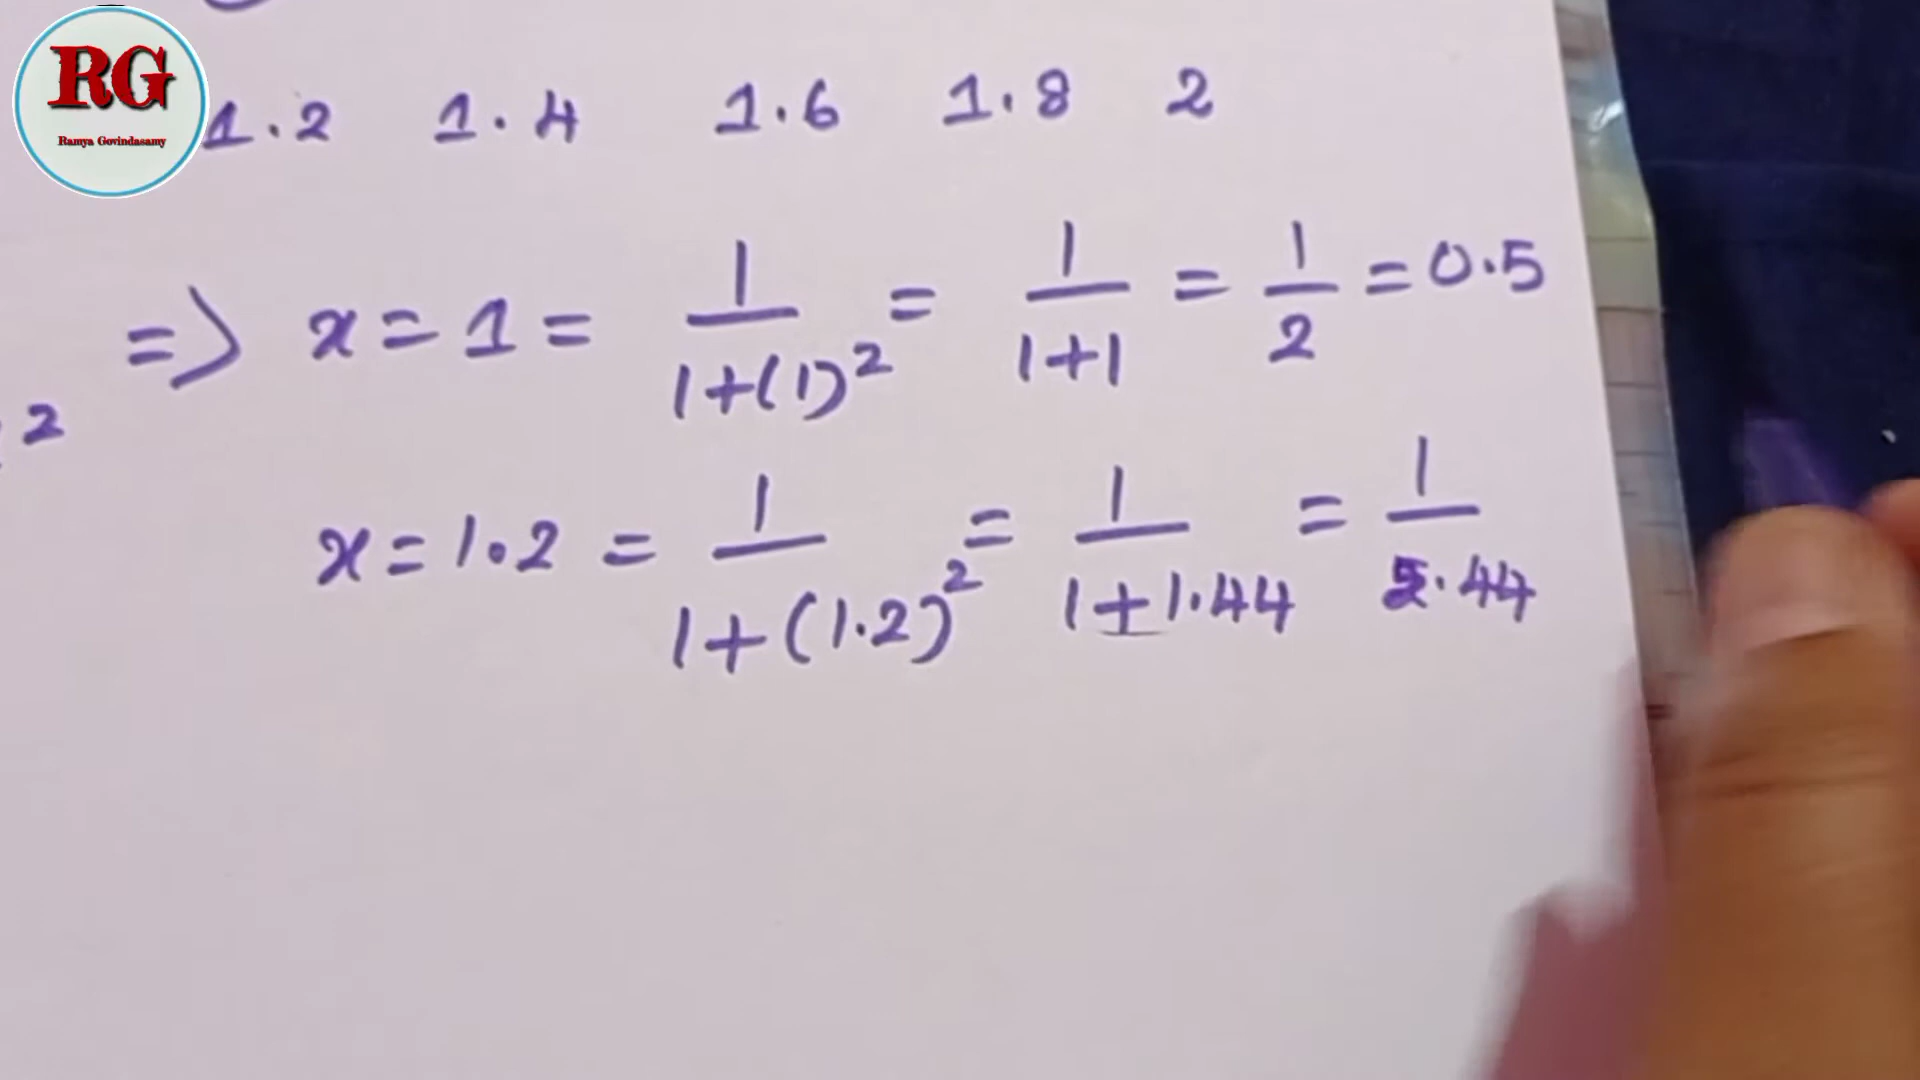 RG
Ramya Govindasamy
1.2 1.4 1.6 1.8 2
=> x = 1 = 1/(1+(1)²) = 1/(1+1) = 1/2 = 0.5
2
x = 1.2 = 1/(1+(1.2)²) = 1/(1+1.44) = 1/2.44